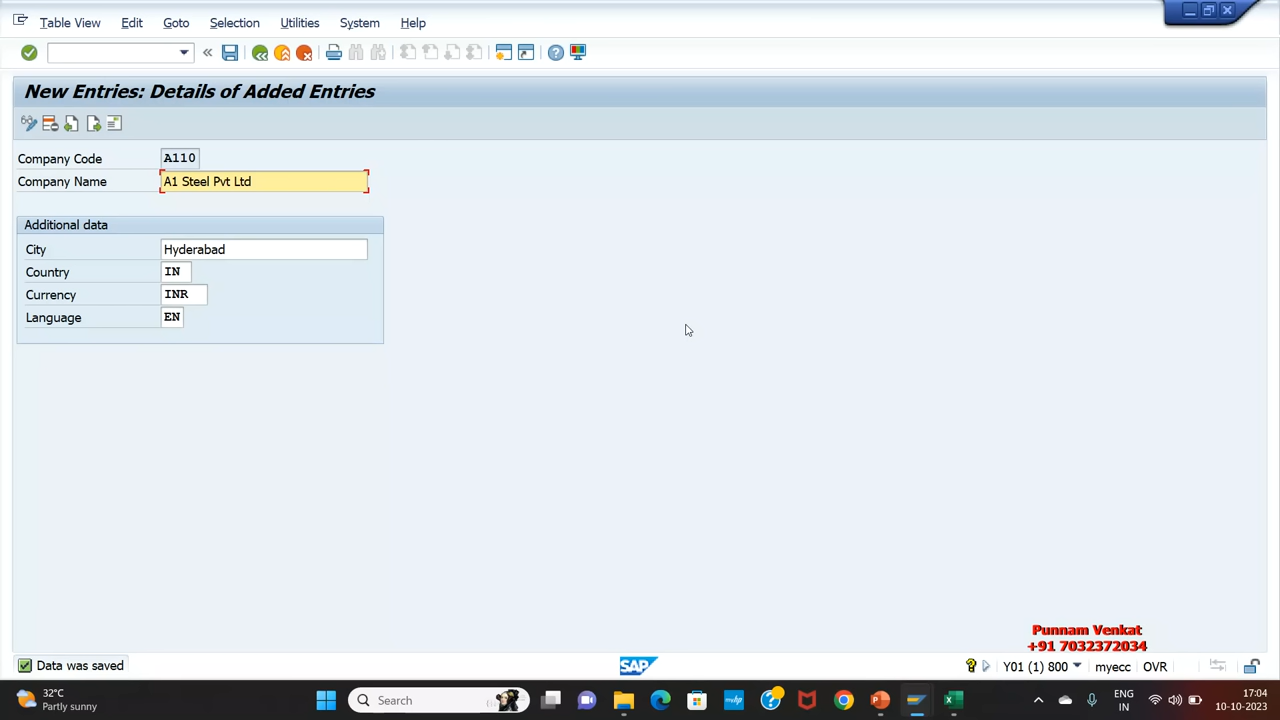 Table View Edit Goto Selection Utilities System Help
New Entries: Details of Added Entries
Company Code A110
Company Name A1 Steel Pvt Ltd
Additional data
City Hyderabad
Country IN
Currency INR
Language EN
Punnam Venkat
+91 7032372034
Data was saved SAP Y01 (1) 800 myecc OVR
32°C
Partly sunny
Search
myhp
ENG
IN
17:04
10-10-2023